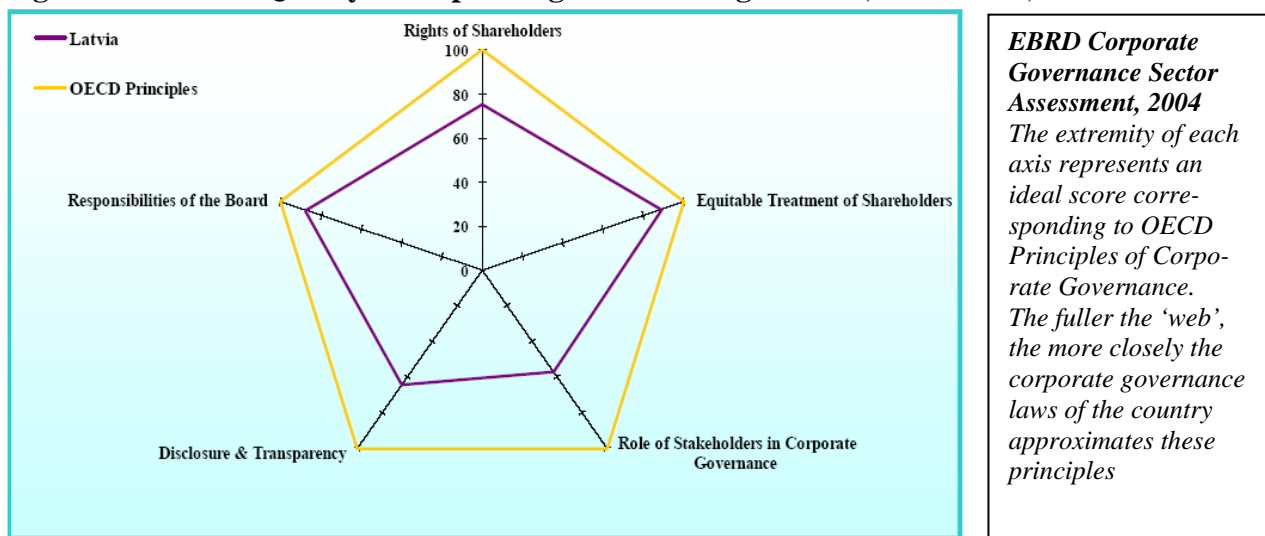 Latvia
OECD Principles
Rights of Shareholders
100
80
60
40
20
0
Responsibilities of the Board
Equitable Treatment of Shareholders
Disclosure & Transparency
Role of Stakeholders in Corporate
Governance
EBRD Corporate
Governance Sector
Assessment, 2004
The extremity of each
axis represents an
ideal score corre-
sponding to OECD
Principles of Corpo-
rate Governance.
The fuller the ‘web’,
the more closely the
corporate governance
laws of the country
approximates these
principles